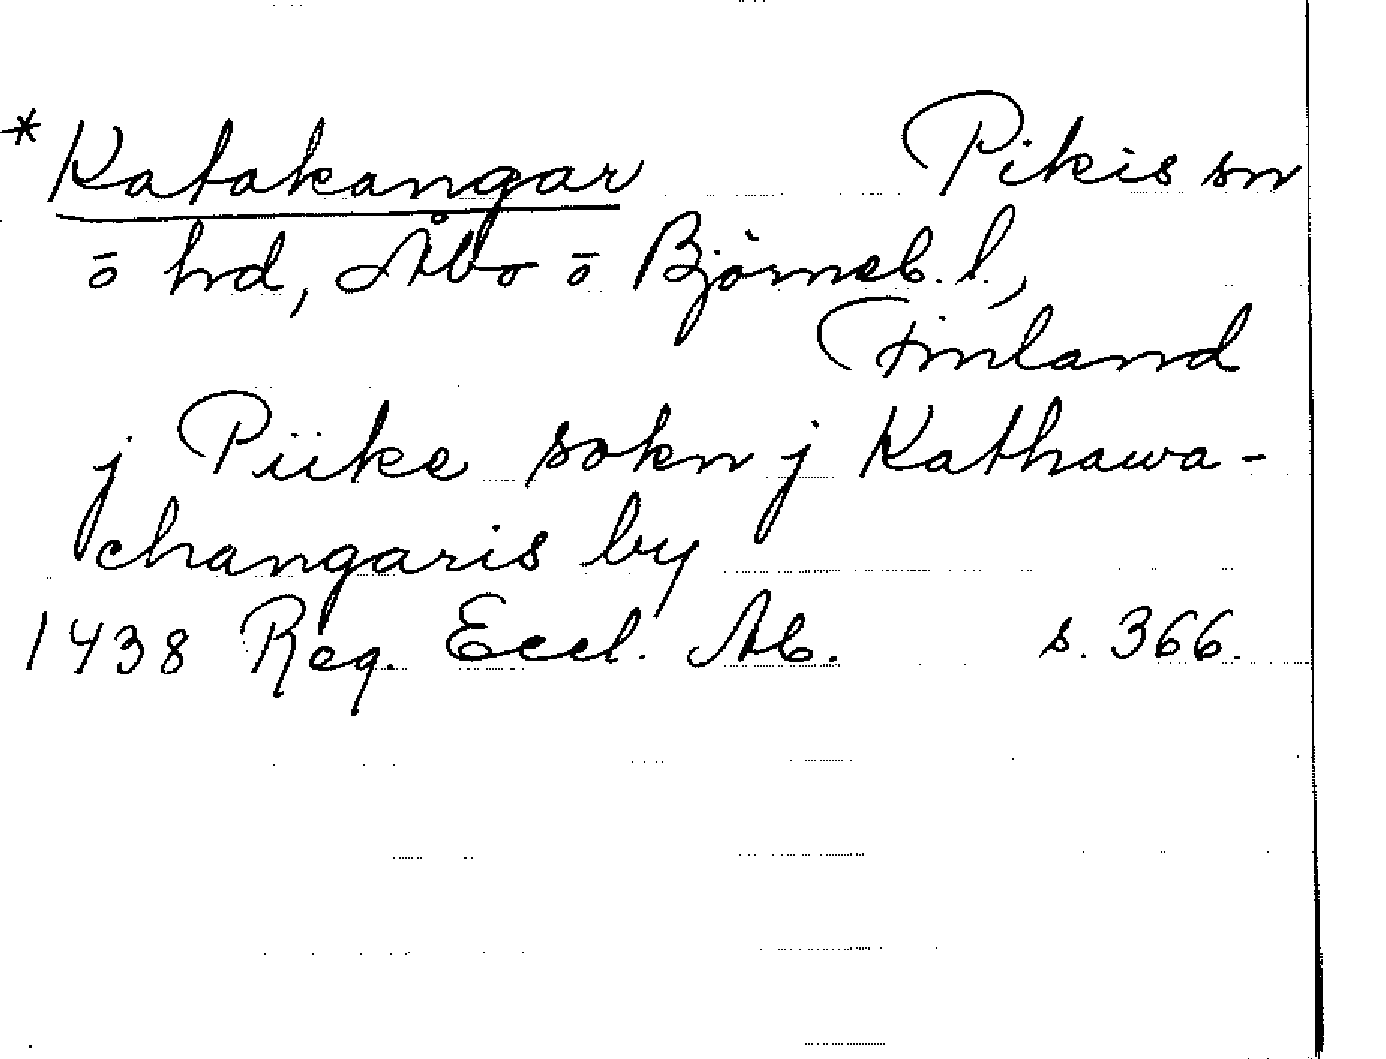 *Katakangar Pikis sn
ō hd, Åbo ō Björneb. l.,
Finland
j Piike sokn j Kathawa-
changaris by
1438 Reg. Eccl. Ab. s. 366.